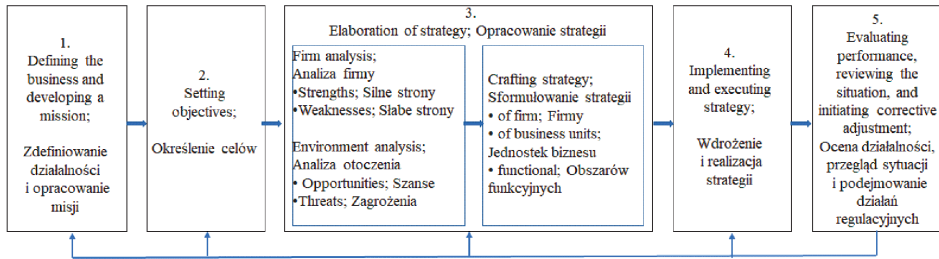 1.
Defining the
business and
developing a
mission;
Zdefiniowanie
działalności
i opracowanie
misji
2.
Setting
objectives;
Określenie celów
3.
Elaboration of strategy; Opracowanie strategii
Firm analysis;
Analiza firmy
•Strengths; Silne strony
•Weaknesses; Słabe strony
Environment analysis;
Analiza otoczenia
• Opportunities; Szanse
•Threats; Zagrożenia
Crafting strategy;
Sformułowanie strategii
• of firm; Firmy
• of business units;
Jednostek biznesu
• functional; Obszarów
funkcyjnych
4.
Implementing
and executing
strategy;
Wdrożenie
i realizacja
strategii
5.
Evaluating
performance,
reviewing the
situation, and
initiating corrective
adjustment;
Ocena działalności,
przegląd sytuacji
i podejmowanie
działań
regulacyjnych